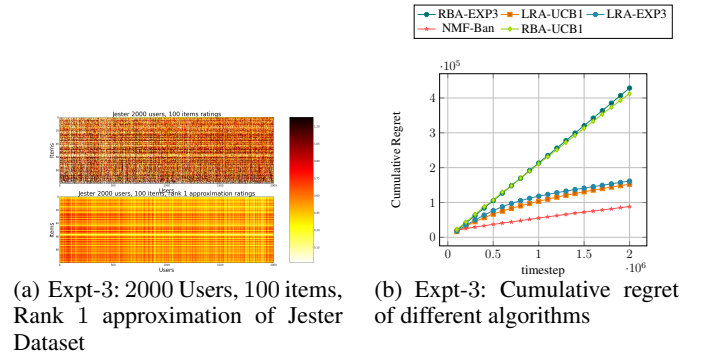 RBA-EXP3 LRA-UCB1 LRA-EXP3
NMF-Ban RBA-UCB1
Jester 2000 users, 100 items ratings
Items
Users
Jester 2000 users, 100 items, rank 1 approximation ratings
Items
Users
·10^5
4
3
2
1
0
Cumulative Regret
0 0.5 1 1.5 2
timestep
·10^6
(a) Expt-3: 2000 Users, 100 items,
Rank 1 approximation of Jester
Dataset
(b) Expt-3: Cumulative regret
of different algorithms